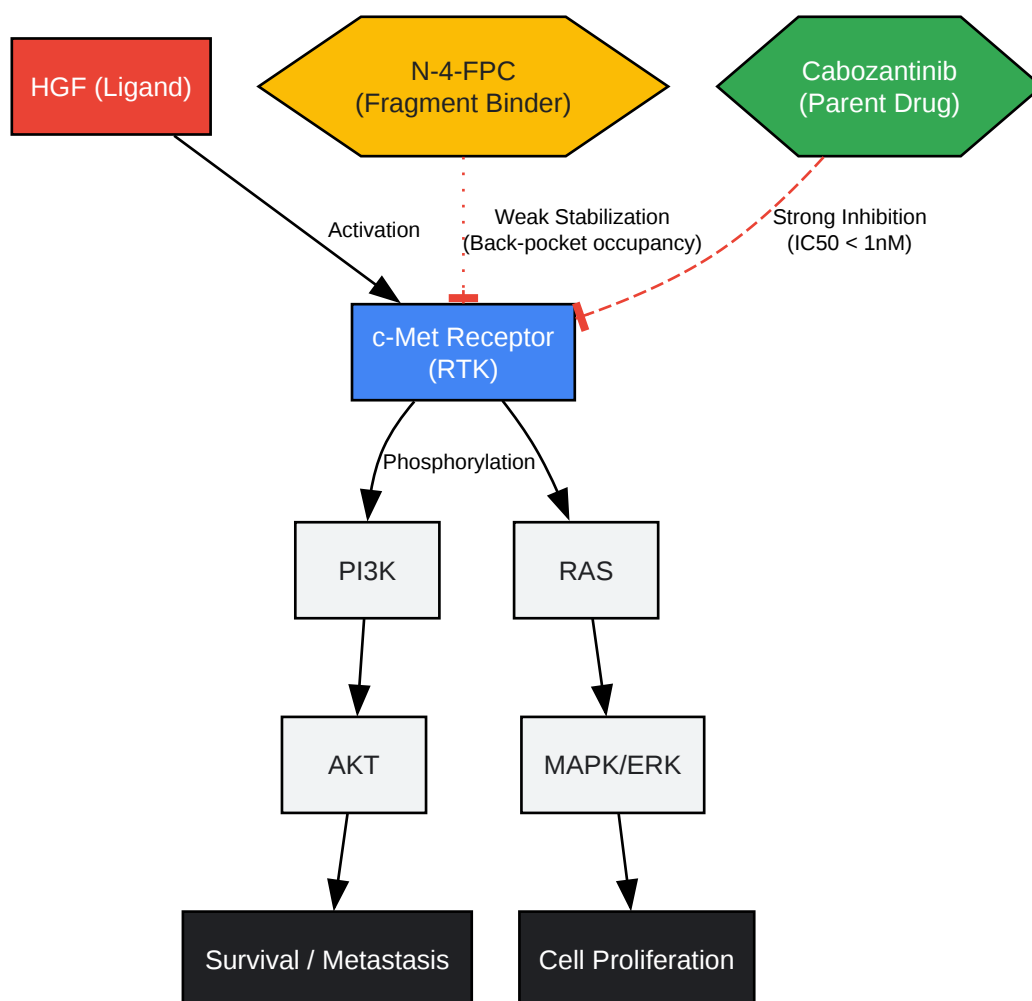 HGF (Ligand)
N-4-FPC
(Fragment Binder)
Cabozantinib
(Parent Drug)
Activation
Weak Stabilization
(Back-pocket occupancy)
Strong Inhibition
(IC50 < 1nM)
c-Met Receptor
(RTK)
Phosphorylation
PI3K
RAS
AKT
MAPK/ERK
Survival / Metastasis
Cell Proliferation